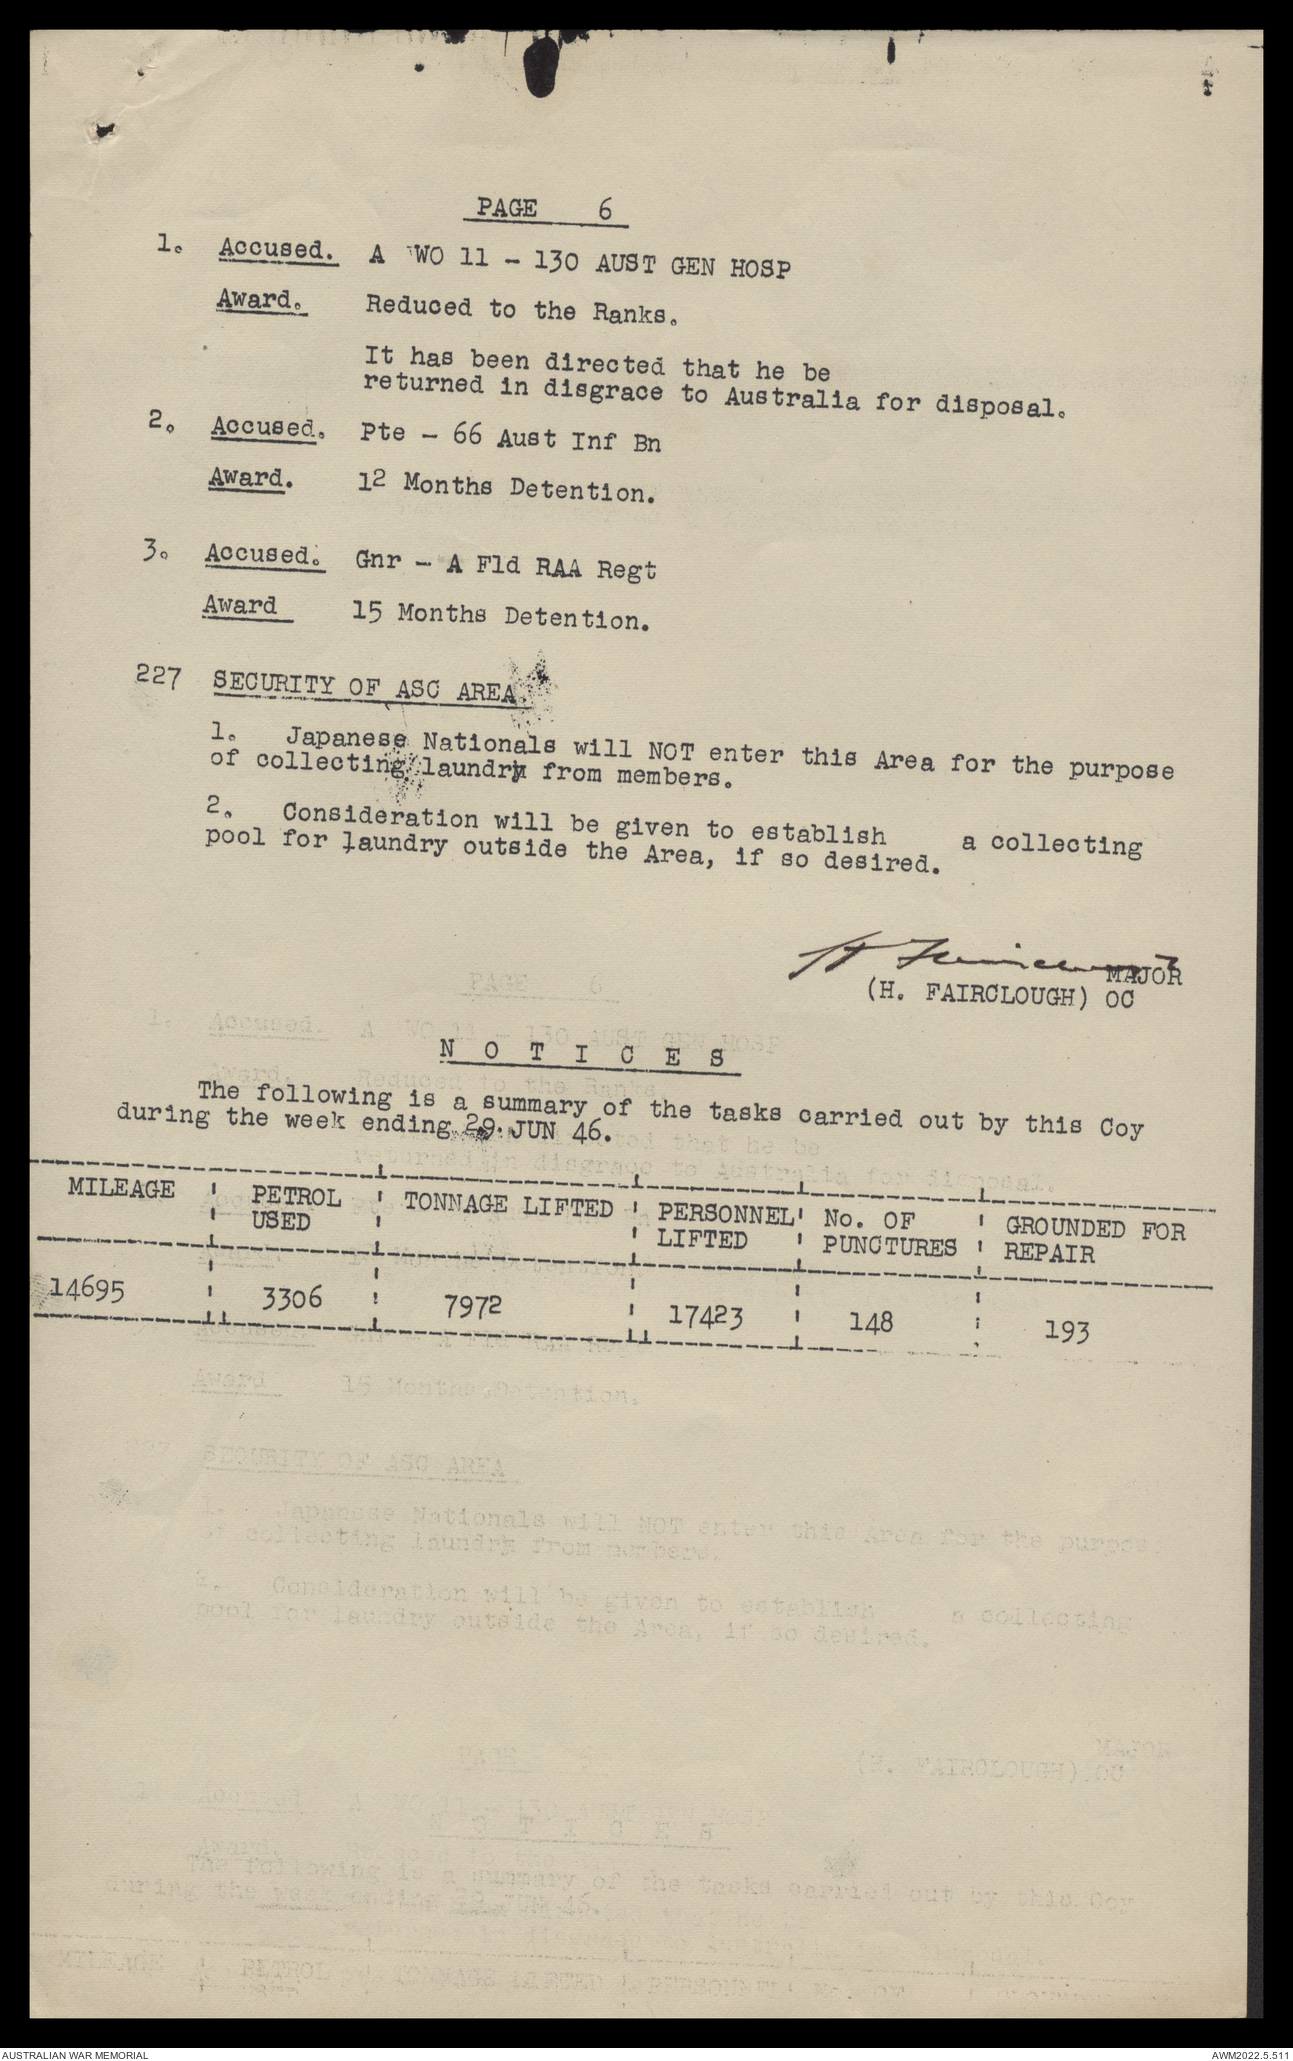 PAGE 6
1. Accused. A WO 11 - 130 AUST GEN HOSP
Award. Reduced to the Ranks.
It has been directed that he be
returned in disgrace to Australia for disposal.
2. Accused. Pte - 66 Aust Inf Bn
Award. 12 Months Detention.
3. Accused. Gnr - A Fld RAA Regt
Award 15 Months Detention.
227 SECURITY OF ASC AREA.
1. Japanese Nationals will NOT enter this Area for the purpose
of collecting laundry from members.
2. Consideration will be given to establish a collecting
pool for laundry outside the Area, if so desired.
H Fairclough
MAJOR
(H. FAIRCLOUGH) OC
N O T I C E S
The following is a summary of the tasks carried out by this Coy
during the week ending 29 JUN 46.
MILEAGE PETROL USED TONNAGE LIFTED PERSONNEL LIFTED No. OF PUNCTURES GROUNDED FOR REPAIR
14695 3306 7972 17423 148 193
AUSTRALIAN WAR MEMORIAL
AWM2022.5.511